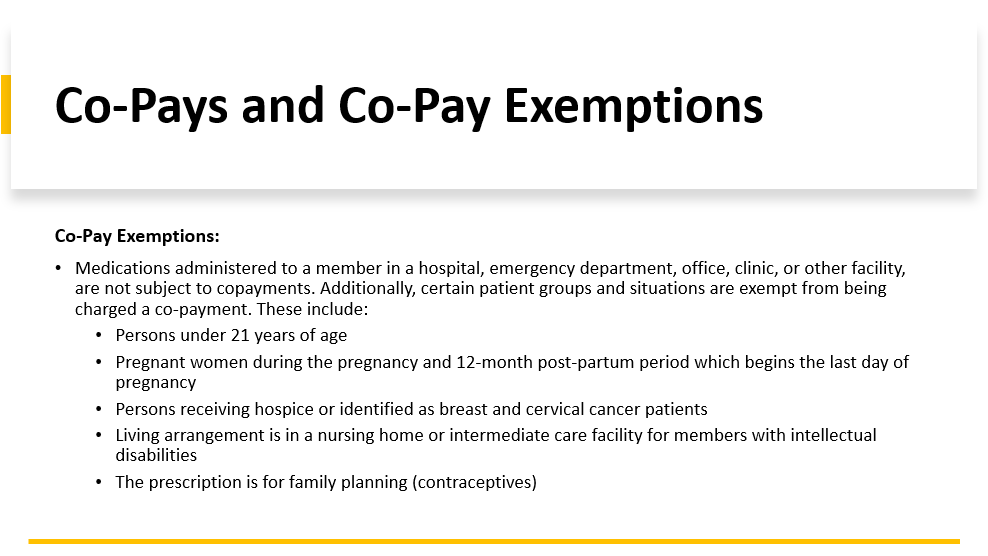 Co-Pays and Co-Pay Exemptions
Co-Pay Exemptions:
• Medications administered to a member in a hospital, emergency department, office, clinic, or other facility,
are not subject to copayments. Additionally, certain patient groups and situations are exempt from being
charged a co-payment. These include:
• Persons under 21 years of age
• Pregnant women during the pregnancy and 12-month post-partum period which begins the last day of
pregnancy
• Persons receiving hospice or identified as breast and cervical cancer patients
• Living arrangement is in a nursing home or intermediate care facility for members with intellectual
disabilities
• The prescription is for family planning (contraceptives)